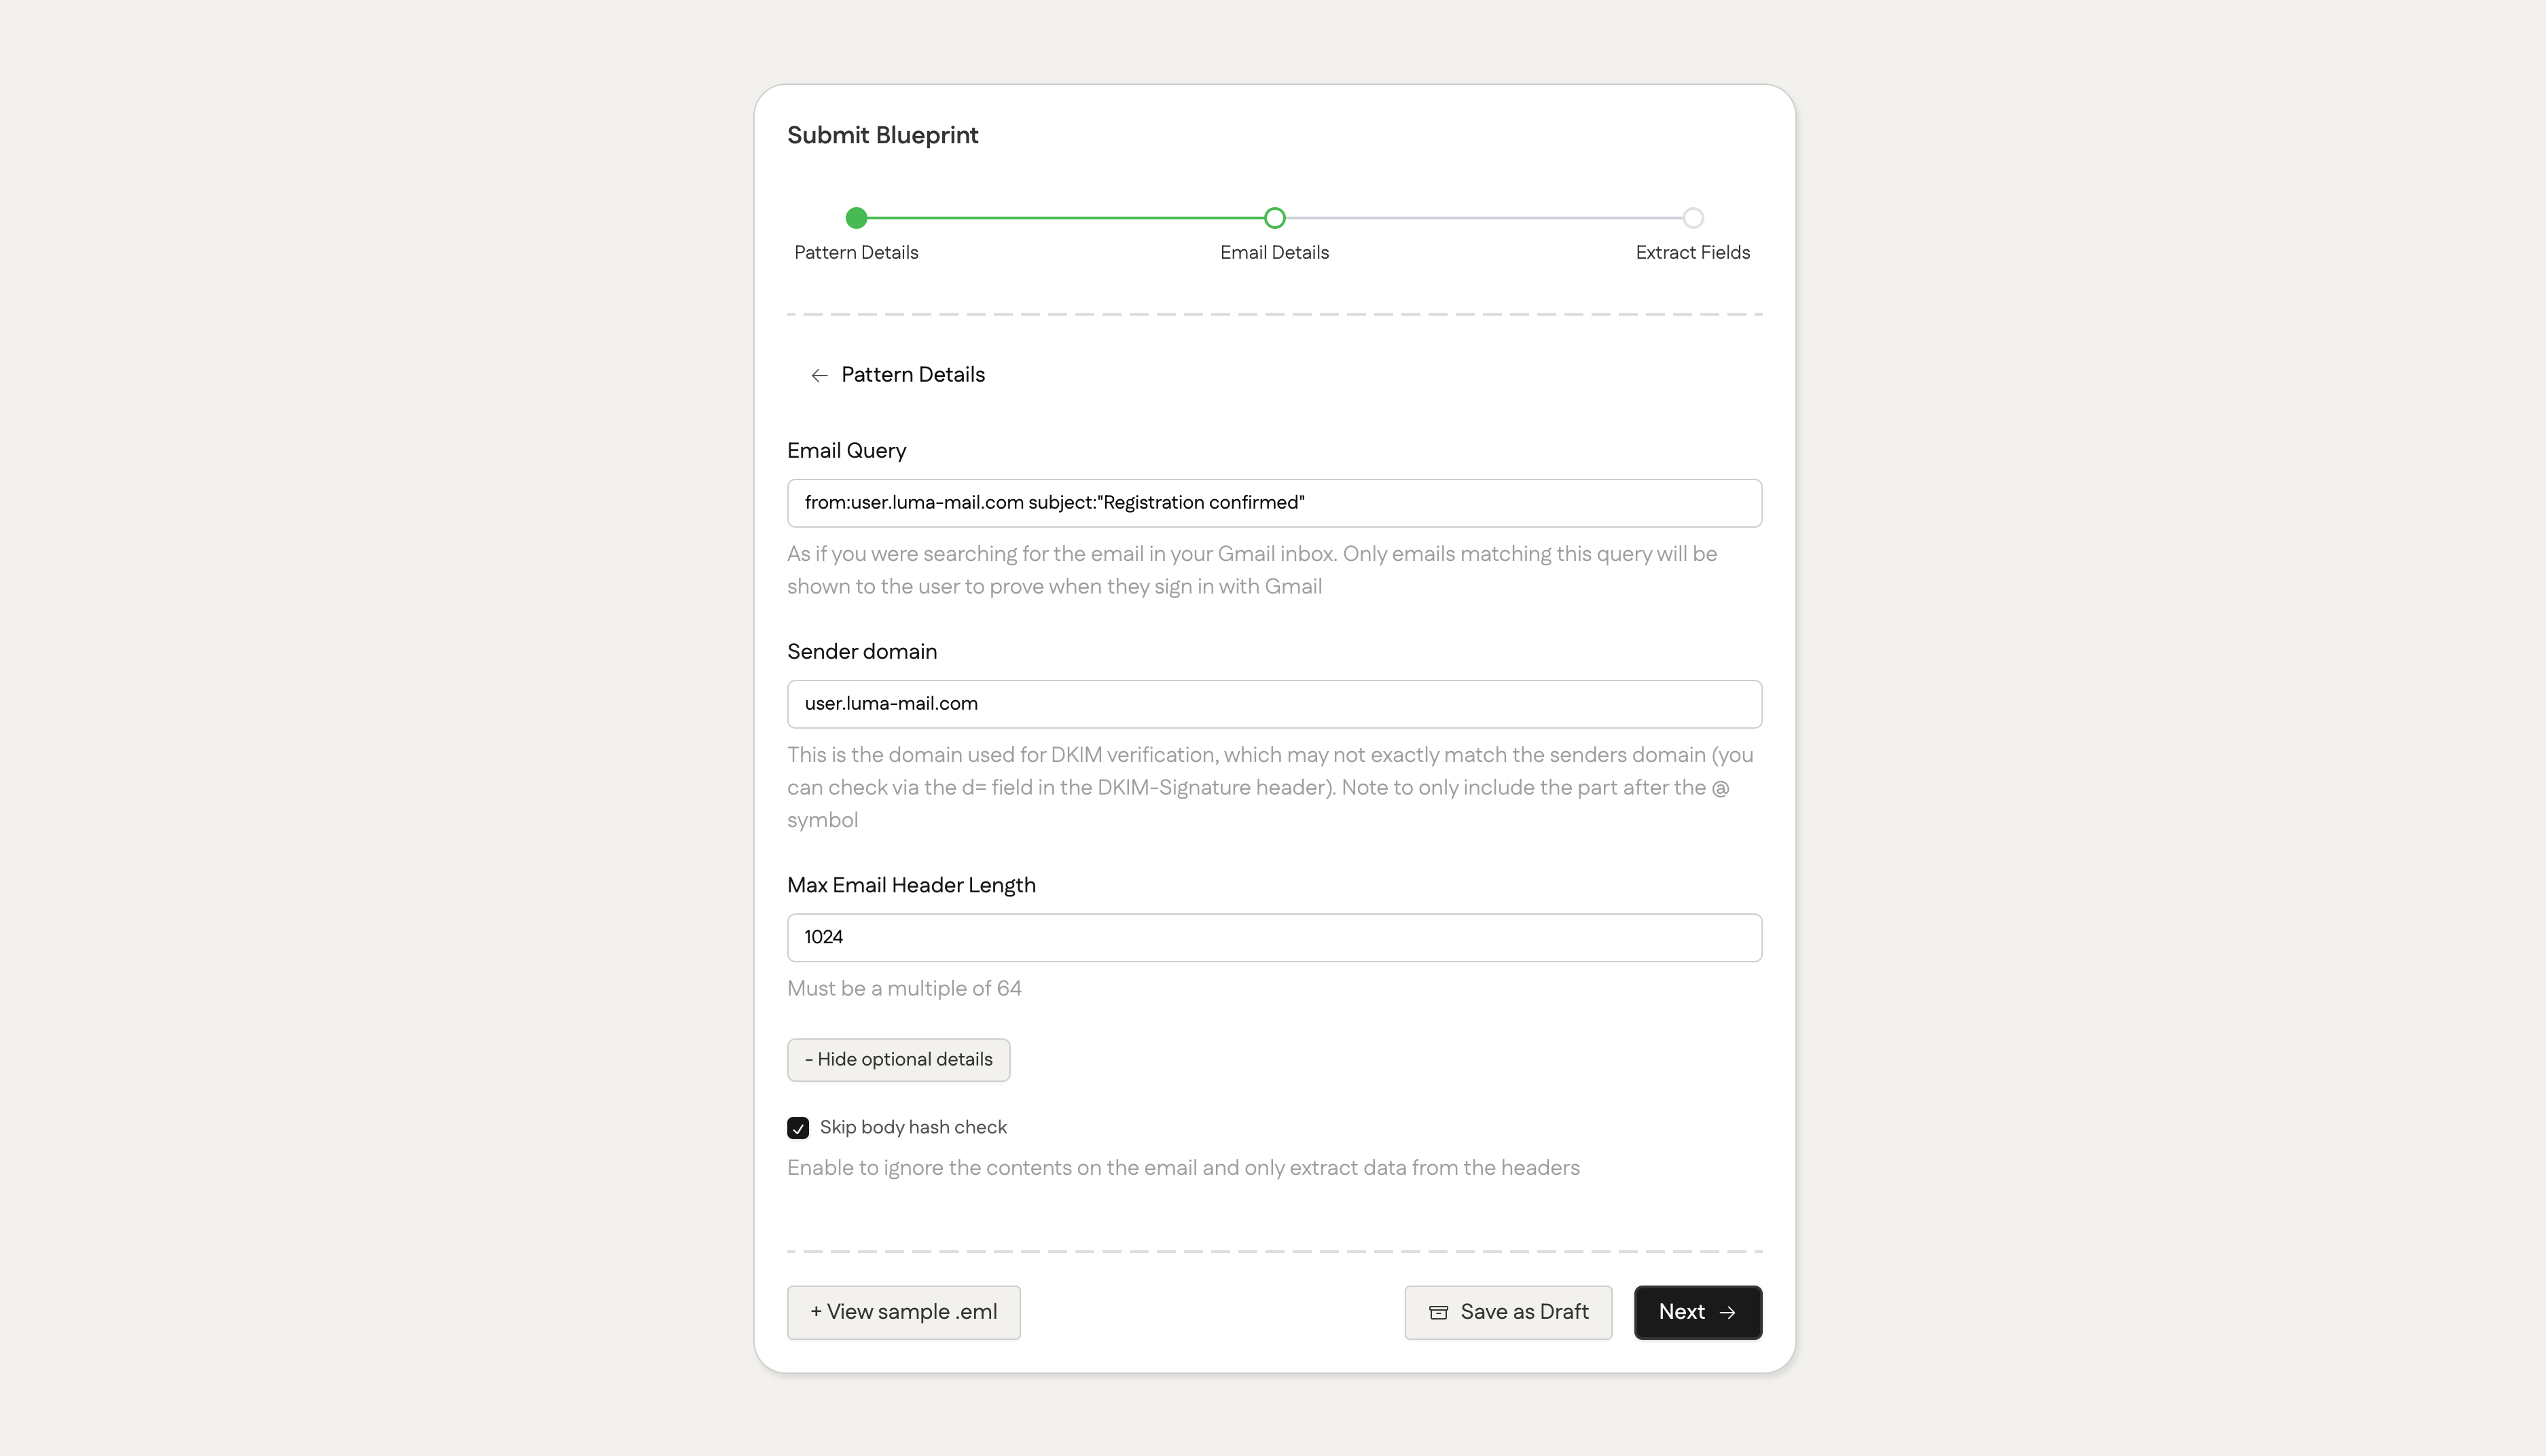 Submit Blueprint
Pattern Details
Email Details
Extract Fields
← Pattern Details
Email Query
from:user.luma-mail.com subject:"Registration confirmed"
As if you were searching for the email in your Gmail inbox. Only emails matching this query will be
shown to the user to prove when they sign in with Gmail
Sender domain
user.luma-mail.com
This is the domain used for DKIM verification, which may not exactly match the senders domain (you
can check via the d= field in the DKIM-Signature header). Note to only include the part after the @
symbol
Max Email Header Length
1024
Must be a multiple of 64
- Hide optional details
Skip body hash check
Enable to ignore the contents on the email and only extract data from the headers
+ View sample .eml
Save as Draft
Next →